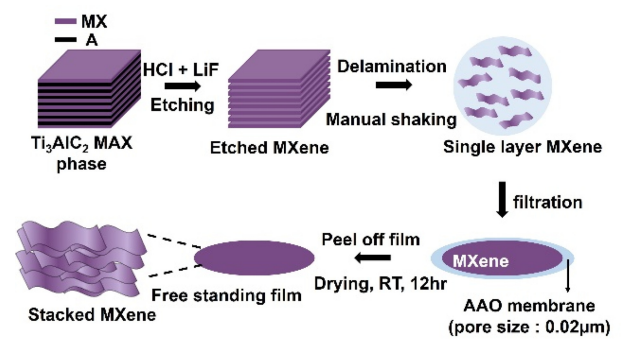 MX
A
HCl + LiF
Etching
Delamination
Manual shaking
Ti₃AlC₂ MAX
phase
Etched MXene
Single layer MXene
filtration
Peel off film
Drying, RT, 12hr
MXene
Free standing film
Stacked MXene
AAO membrane
(pore size : 0.02μm)